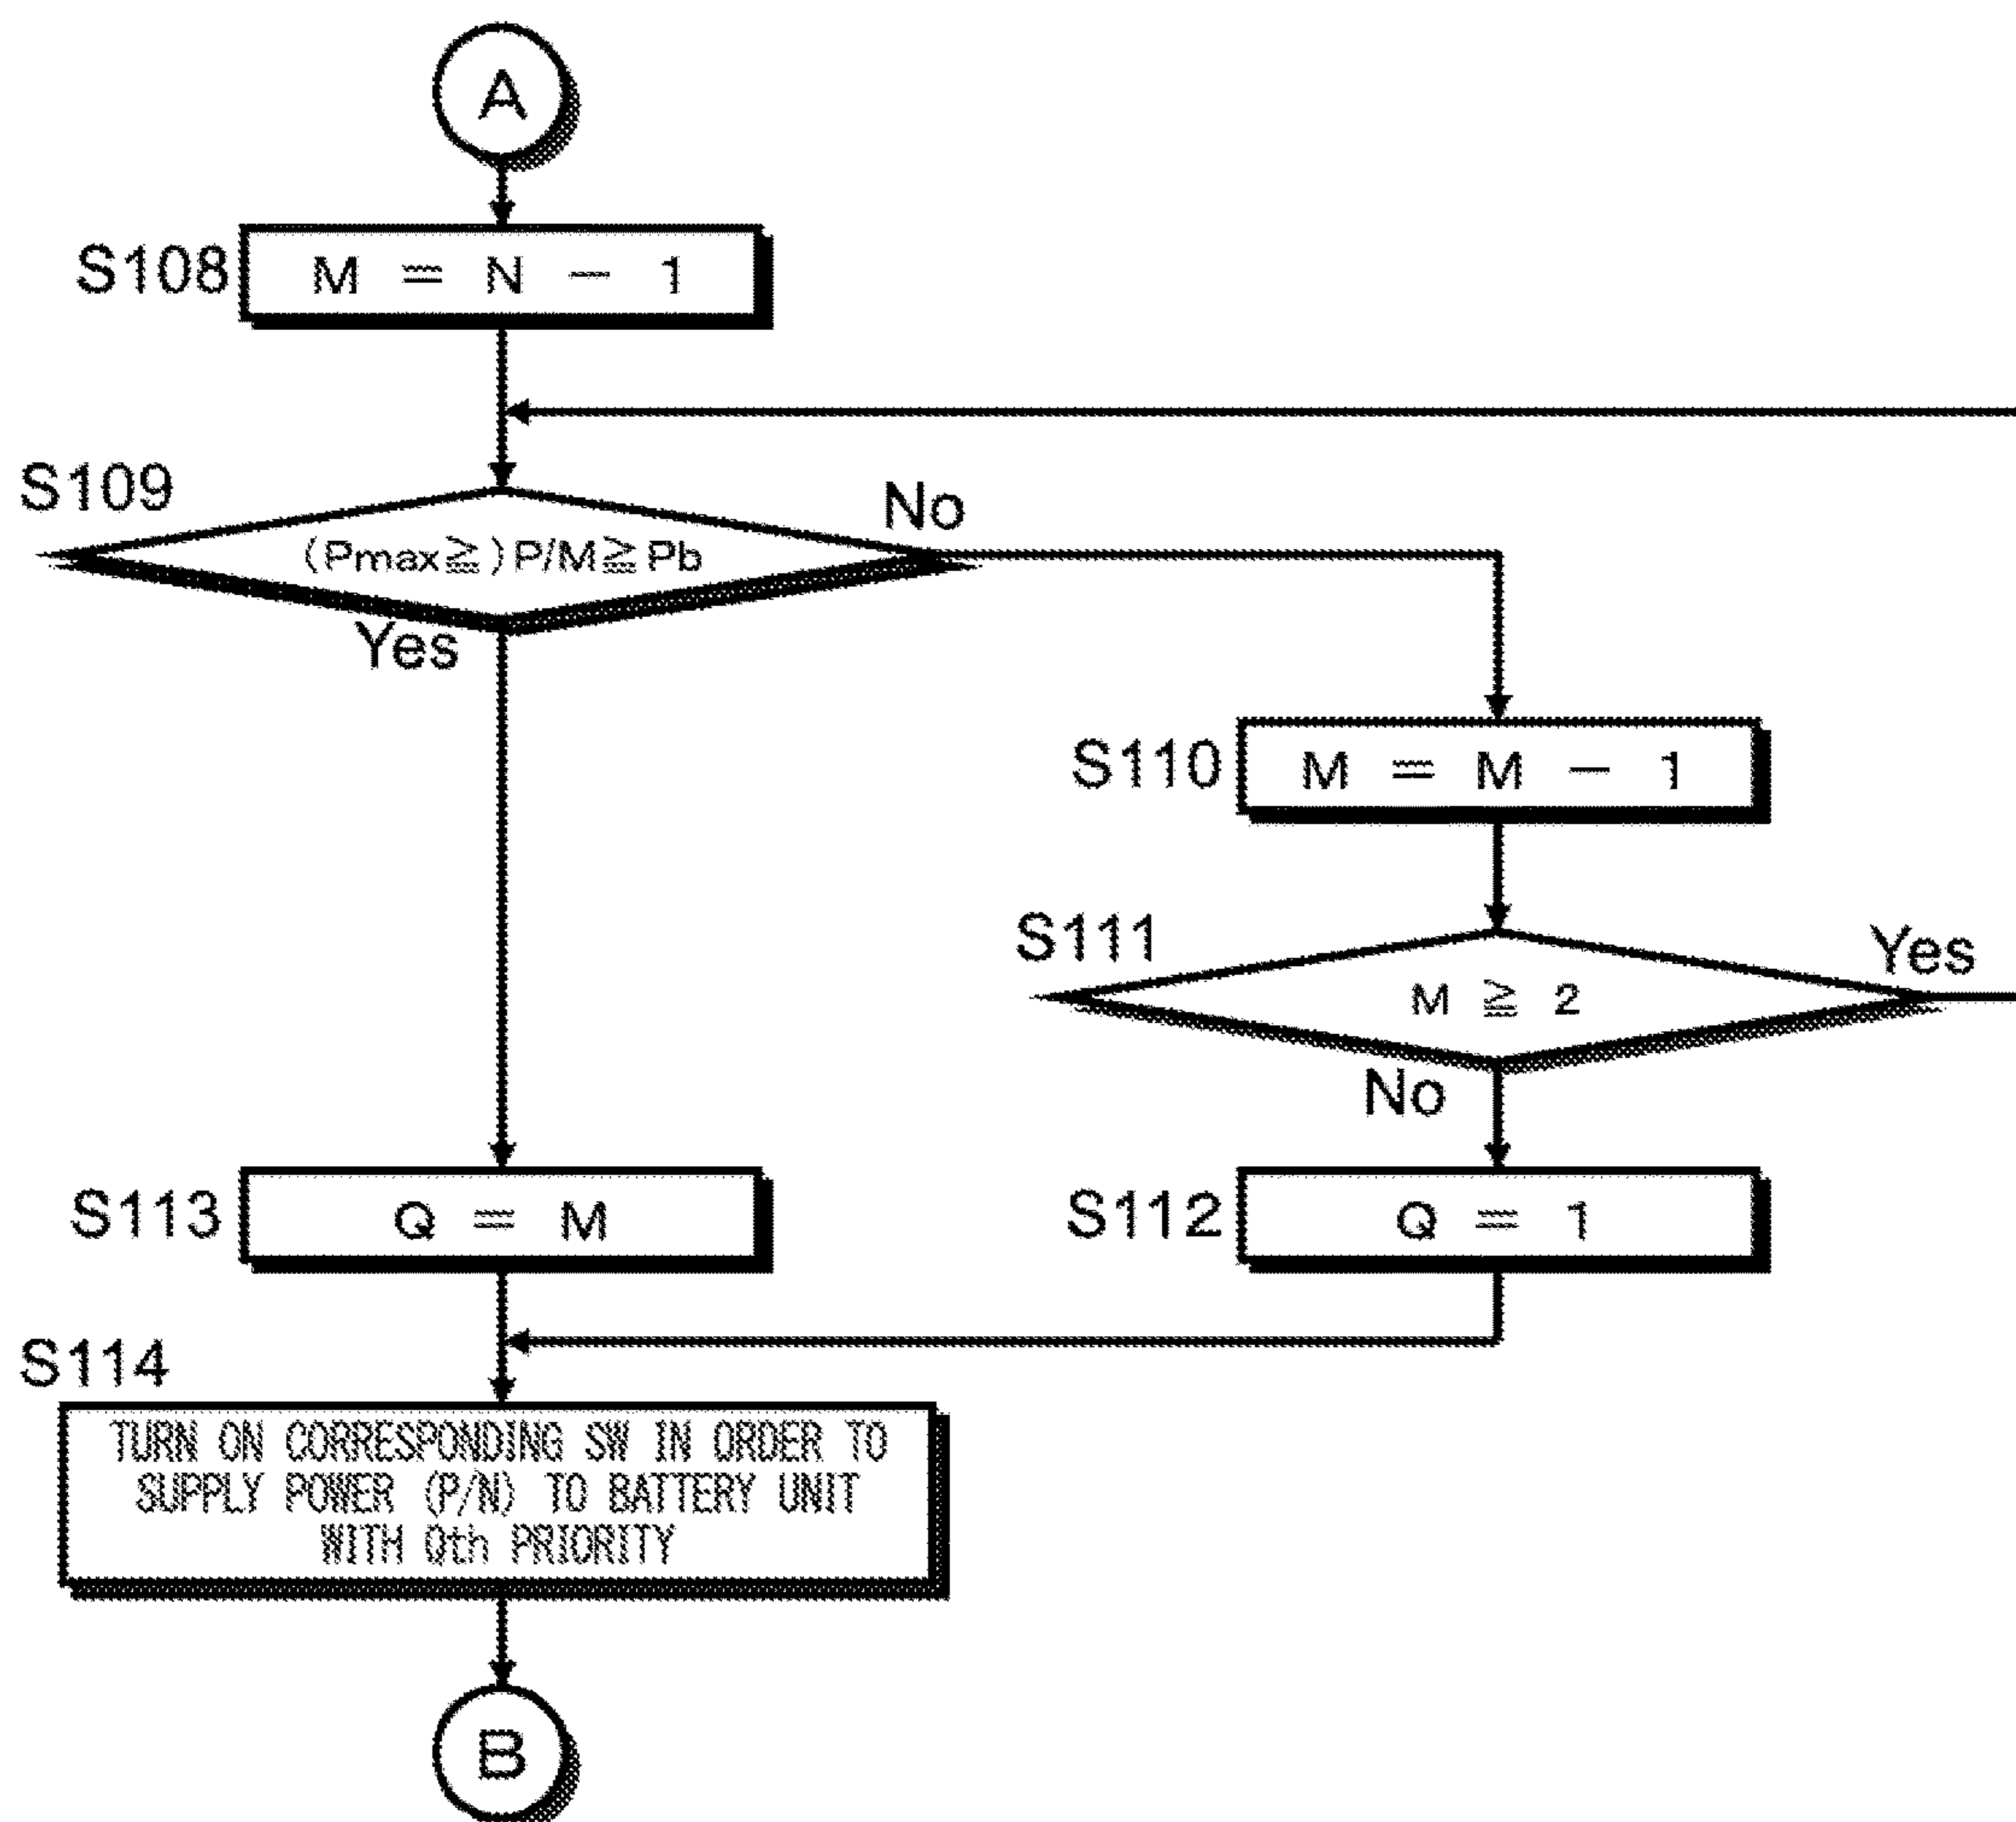 A
S108
M = N - 1
S109
(Pmax≧)P/M≧Pb
No
Yes
S110
M = M - 1
S111
M ≧ 2
Yes
No
S113
Q = M
S112
Q = 1
S114
TURN ON CORRESPONDING SW IN ORDER TO
SUPPLY POWER (P/N) TO BATTERY UNIT
WITH Qth PRIORITY
B